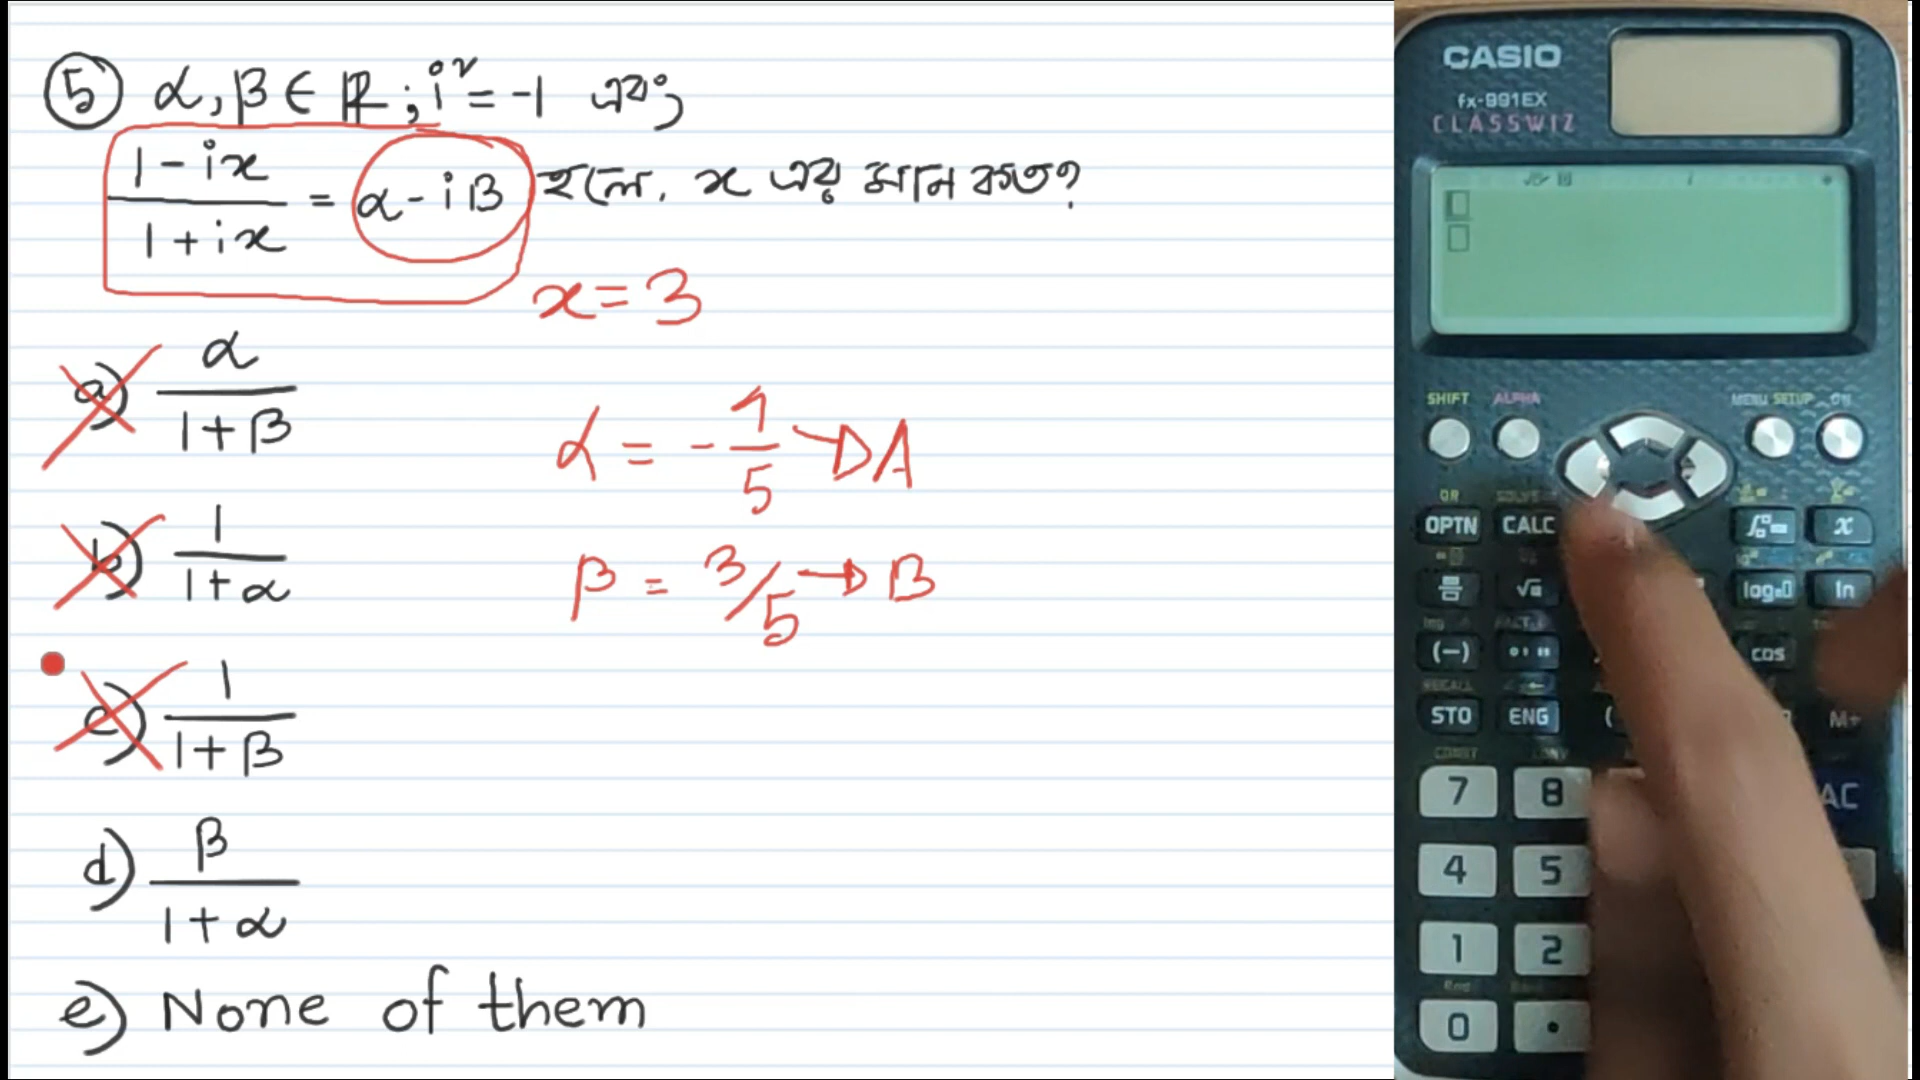 5 α, β ∈ ℝ ; i² = -1 এবং
1 - ix / 1 + ix = α - iβ হলে, x এর মান কত?
x = 3
a) α / 1 + β
α = - 4/5 → A
b) 1 / 1 + α
β = 3/5 → B
c) 1 / 1 + β
d) β / 1 + α
e) None of them
CASIO
fx-991EX
CLASSWIZ
SHIFT ALPHA MENU SETUP ON
OPTN CALC x
log ln
(-) cos
STO ENG ( M+
7 8 AC
4 5
1 2
0 •